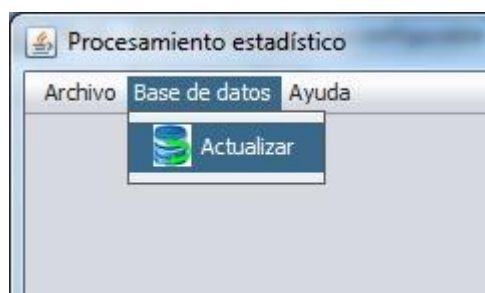 Procesamiento estadístico
Archivo Base de datos Ayuda
Actualizar